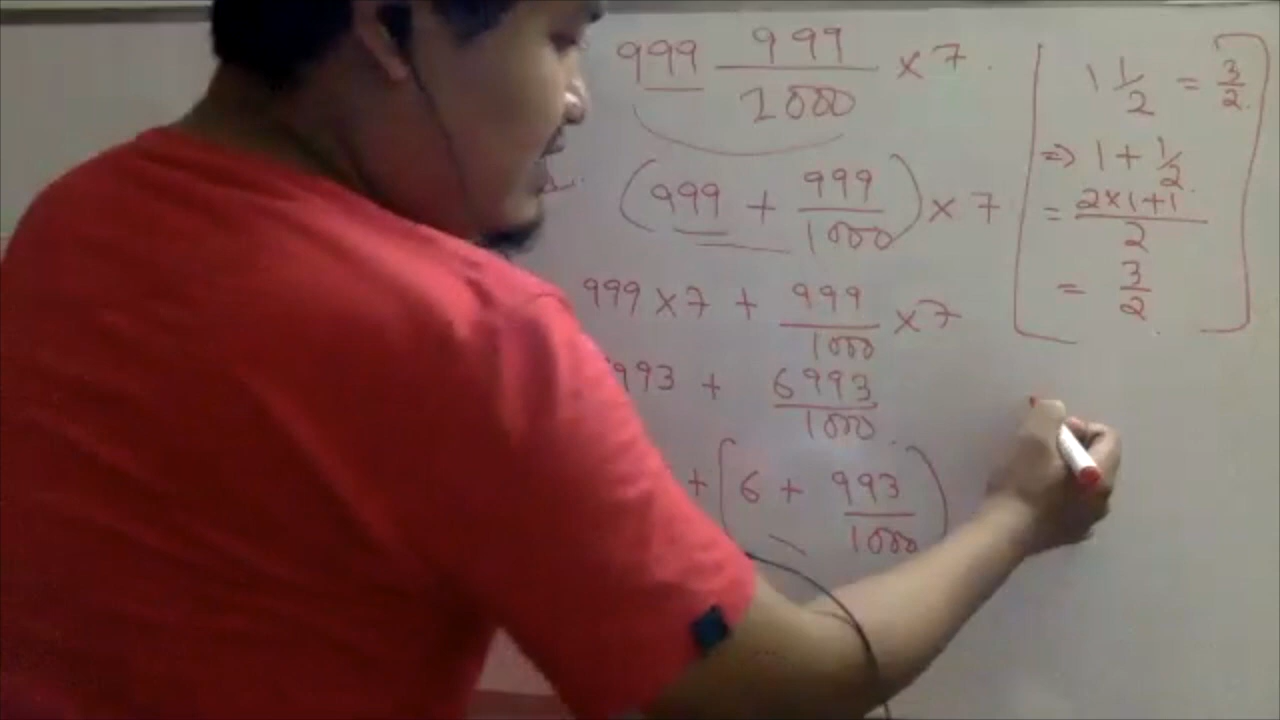 999 999/1000 × 7
(999 + 999/1000) × 7
999 × 7 + 999/1000 × 7
993 + 6993/1000
+ (6 + 993/1000)
1 1/2 = 3/2
⇒ 1 + 1/2
= 2×1+1/2
= 3/2